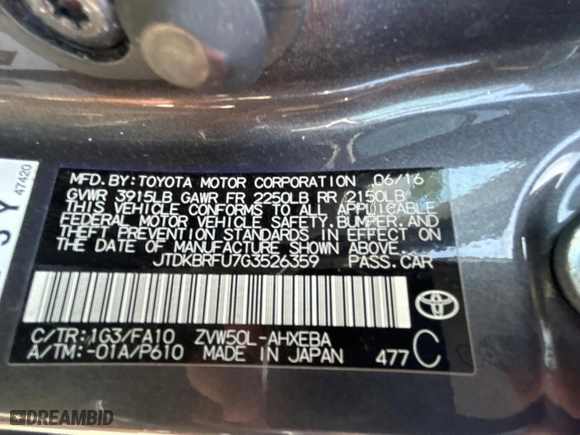 MFD.BY:TOYOTA MOTOR CORPORATION 06/16
GVWR 3915LB GAWR FR 2250LB RR 2150LB
THIS VEHICLE CONFORMS TO ALL APPLICABLE
FEDERAL MOTOR VEHICLE SAFETY,BUMPER,AND
THEFT PREVENTION STANDARDS IN EFFECT ON
THE DATE OF MANUFACTURE SHOWN ABOVE.
JTDKBRFU7G3526359 PASS.CAR
C/TR:1G3/FA10 ZVW50L-AHXEBA
A/TM:-01A/P610 MADE IN JAPAN 477 C
TOYOTA
47420
DREAMBID